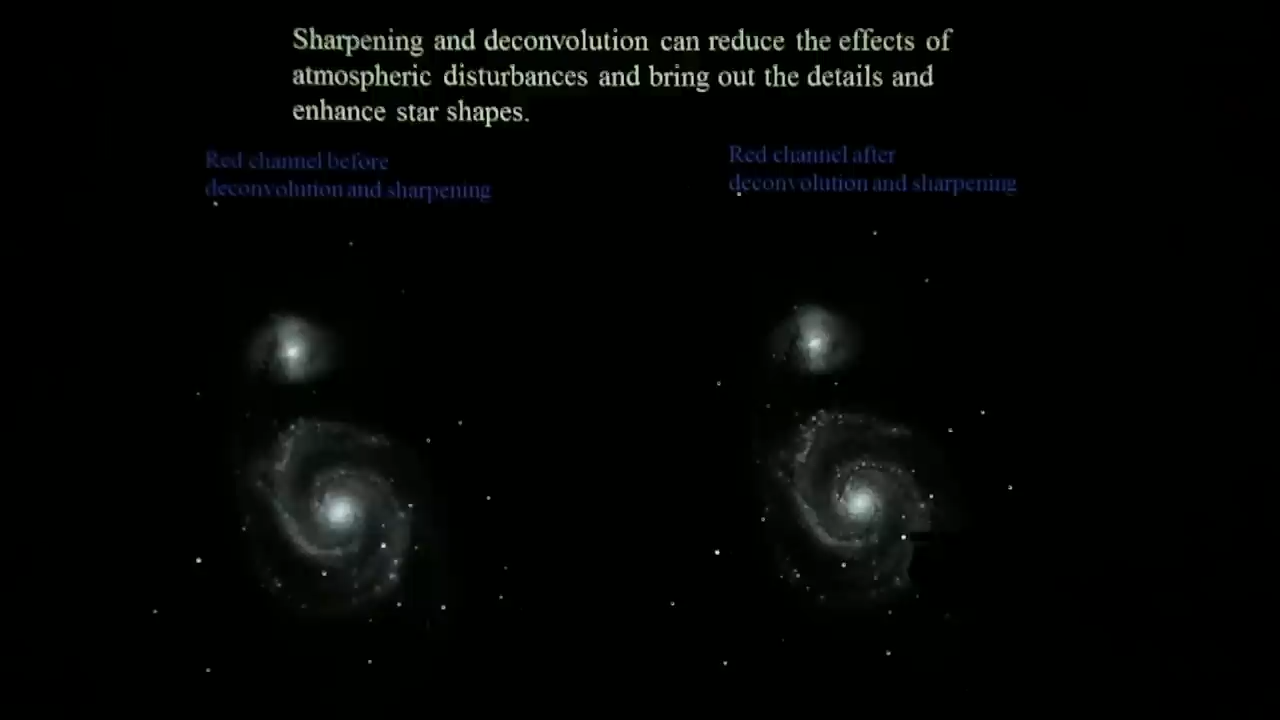 Sharpening and deconvolution can reduce the effects of
atmospheric disturbances and bring out the details and
enhance star shapes.
Red channel before
deconvolution and sharpening
Red channel after
deconvolution and sharpening